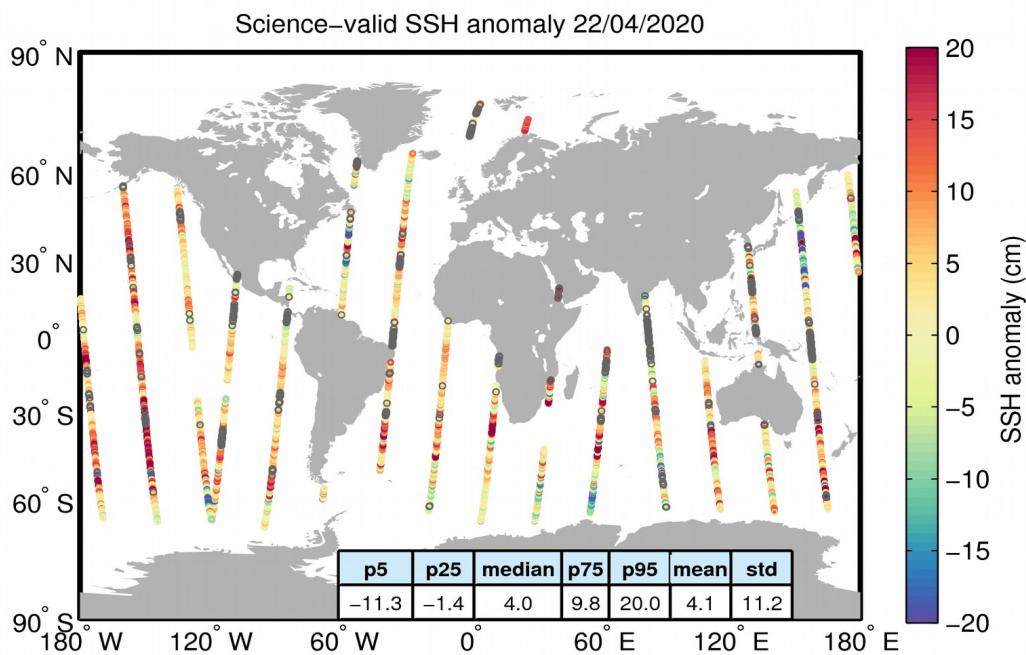 Science−valid SSH anomaly 22/04/2020
90° N
60° N
30° N
0°
30° S
60° S
90° S
180° W
120° W
60° W
0°
60° E
120° E
180° E
p5 p25 median p75 p95 mean std
−11.3 −1.4 4.0 9.8 20.0 4.1 11.2
20
15
10
5
0
−5
−10
−15
−20
SSH anomaly (cm)